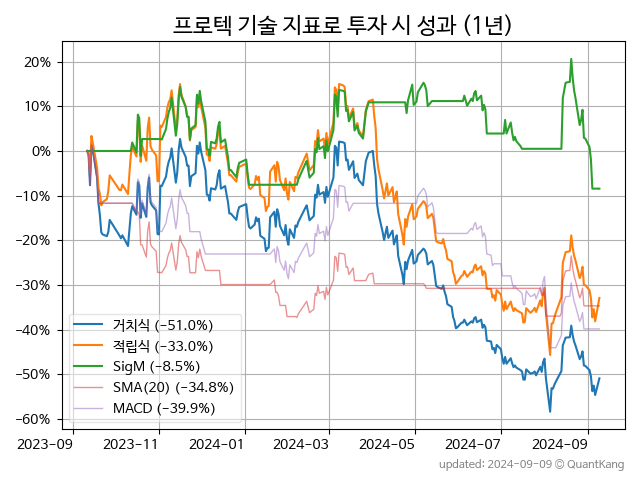 프로텍 기술 지표로 투자 시 성과 (1년)
20%
10%
0%
−10%
−20%
−30%
−40%
−50%
−60%
거치식 (−51.0%)
적립식 (−33.0%)
SigM (−8.5%)
SMA(20) (−34.8%)
MACD (−39.9%)
2023-09 2023-11 2024-01 2024-03 2024-05 2024-07 2024-09
updated: 2024-09-09 © QuantKang